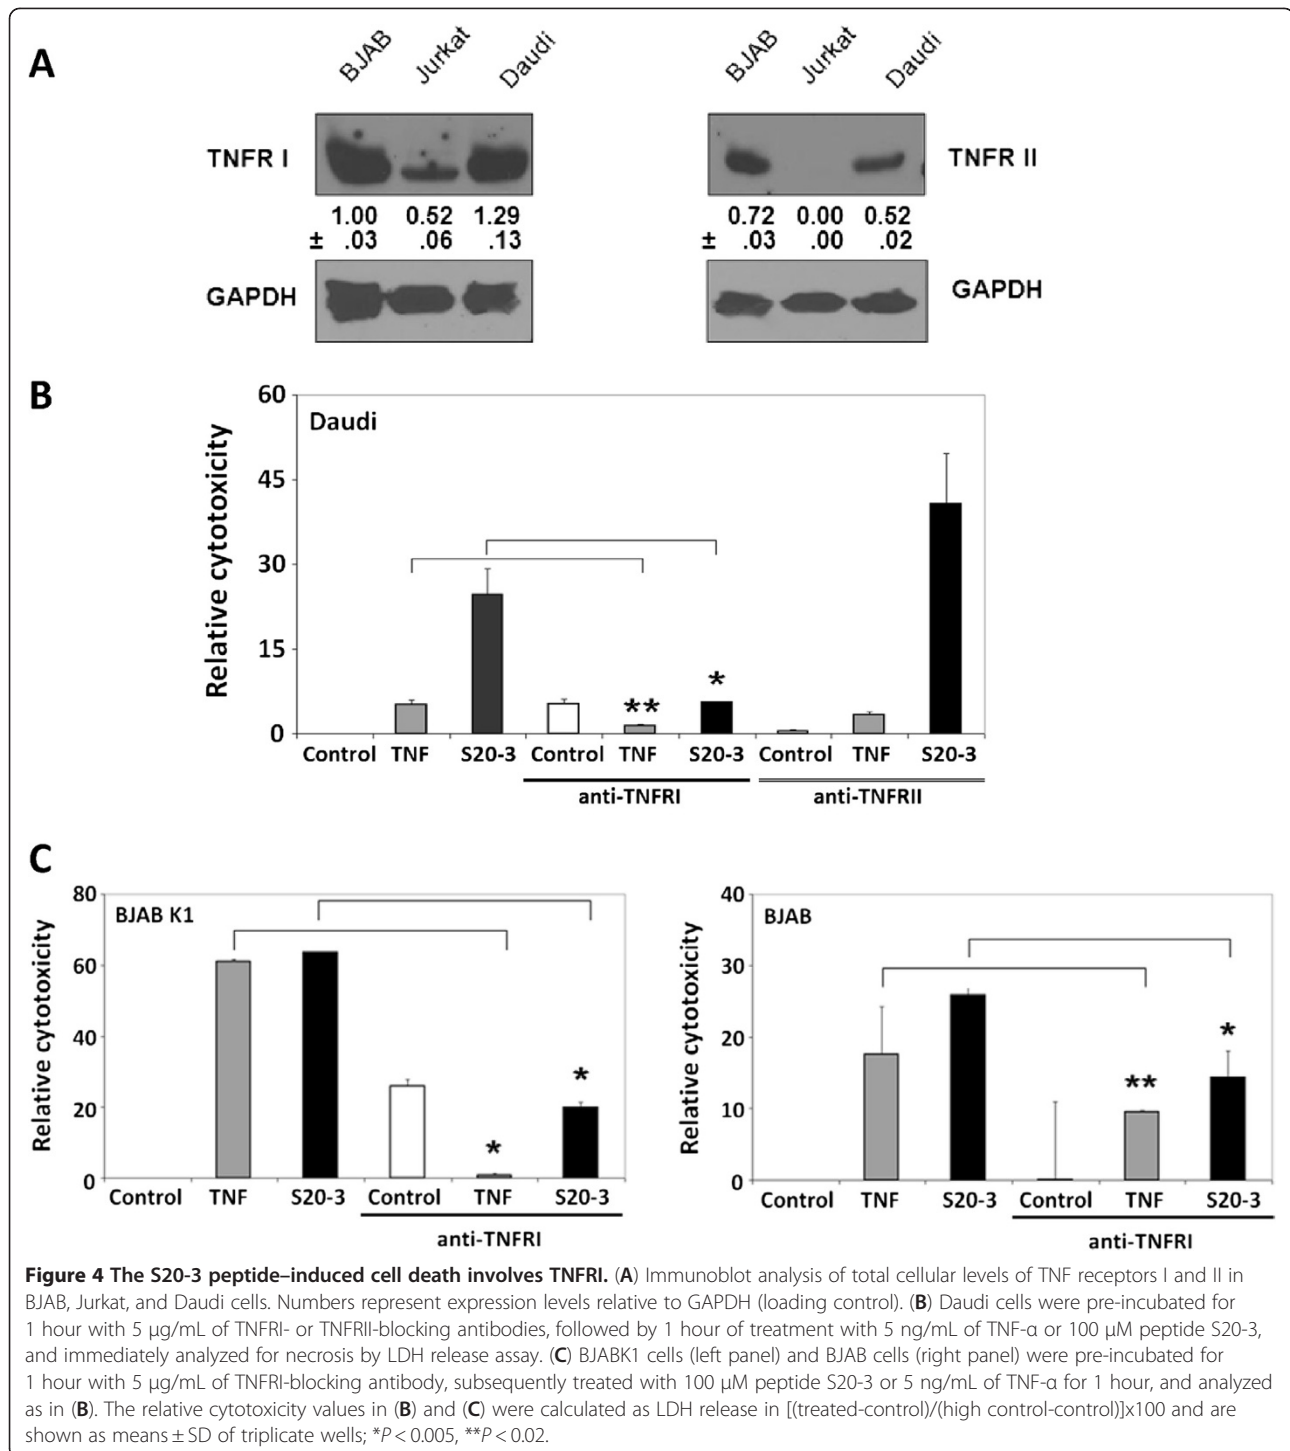 A
BJAB Jurkat Daudi
TNFR I
1.00 0.52 1.29
± .03 .06 .13
GAPDH
BJAB Jurkat Daudi
TNFR II
0.72 0.00 0.52
± .03 .00 .02
GAPDH
B
Daudi
Relative cytotoxicity
60
45
30
15
0
** *
Control TNF S20-3 Control TNF S20-3 Control TNF S20-3
anti-TNFRI anti-TNFRII
C
BJAB K1
Relative cytotoxicity
80
60
40
20
0
* *
Control TNF S20-3 Control TNF S20-3
anti-TNFRI
BJAB
Relative cytotoxicity
40
30
20
10
0
** *
Control TNF S20-3 Control TNF S20-3
anti-TNFRI
Figure 4 The S20-3 peptide–induced cell death involves TNFRI. (A) Immunoblot analysis of total cellular levels of TNF receptors I and II in
BJAB, Jurkat, and Daudi cells. Numbers represent expression levels relative to GAPDH (loading control). (B) Daudi cells were pre-incubated for
1 hour with 5 μg/mL of TNFRI- or TNFRII-blocking antibodies, followed by 1 hour of treatment with 5 ng/mL of TNF-α or 100 μM peptide S20-3,
and immediately analyzed for necrosis by LDH release assay. (C) BJABK1 cells (left panel) and BJAB cells (right panel) were pre-incubated for
1 hour with 5 μg/mL of TNFRI-blocking antibody, subsequently treated with 100 μM peptide S20-3 or 5 ng/mL of TNF-α for 1 hour, and analyzed
as in (B). The relative cytotoxicity values in (B) and (C) were calculated as LDH release in [(treated-control)/(high control-control)]x100 and are
shown as means ± SD of triplicate wells; *P < 0.005, **P < 0.02.